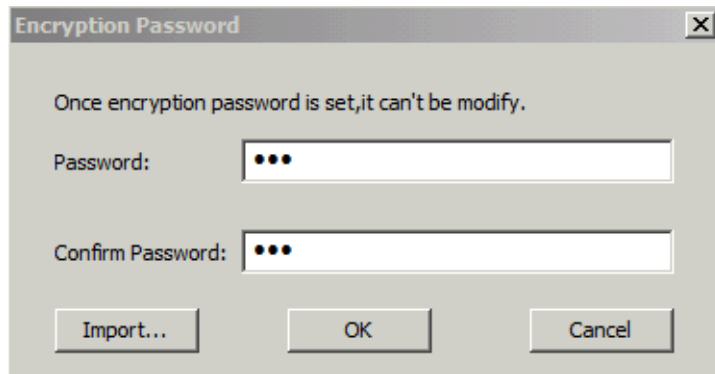 Encryption Password
Once encryption password is set,it can't be modify.
Password: •••
Confirm Password: •••
Import... OK Cancel